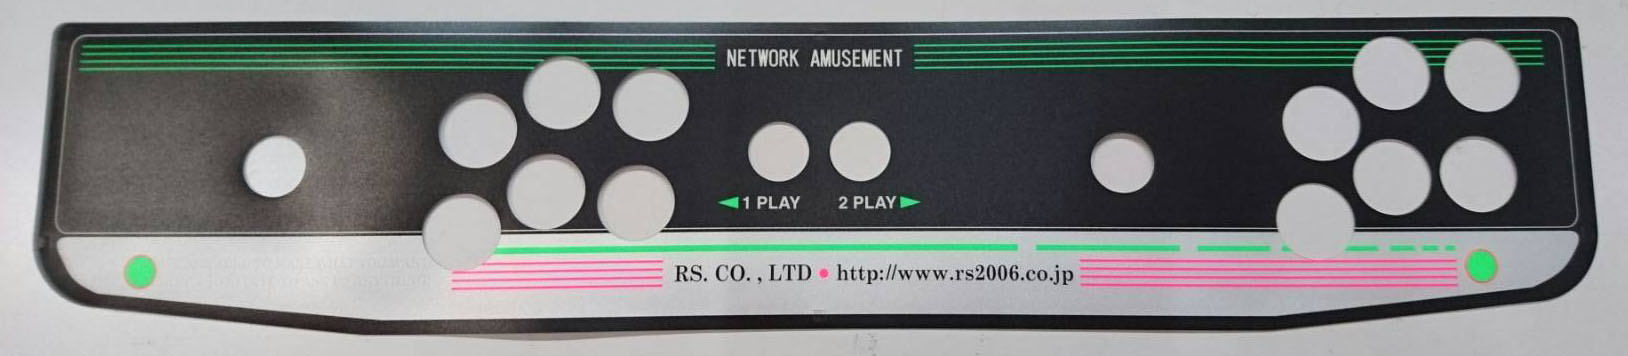 NETWORK AMUSEMENT
◀1 PLAY 2 PLAY▶
RS. CO. , LTD • http://www.rs2006.co.jp